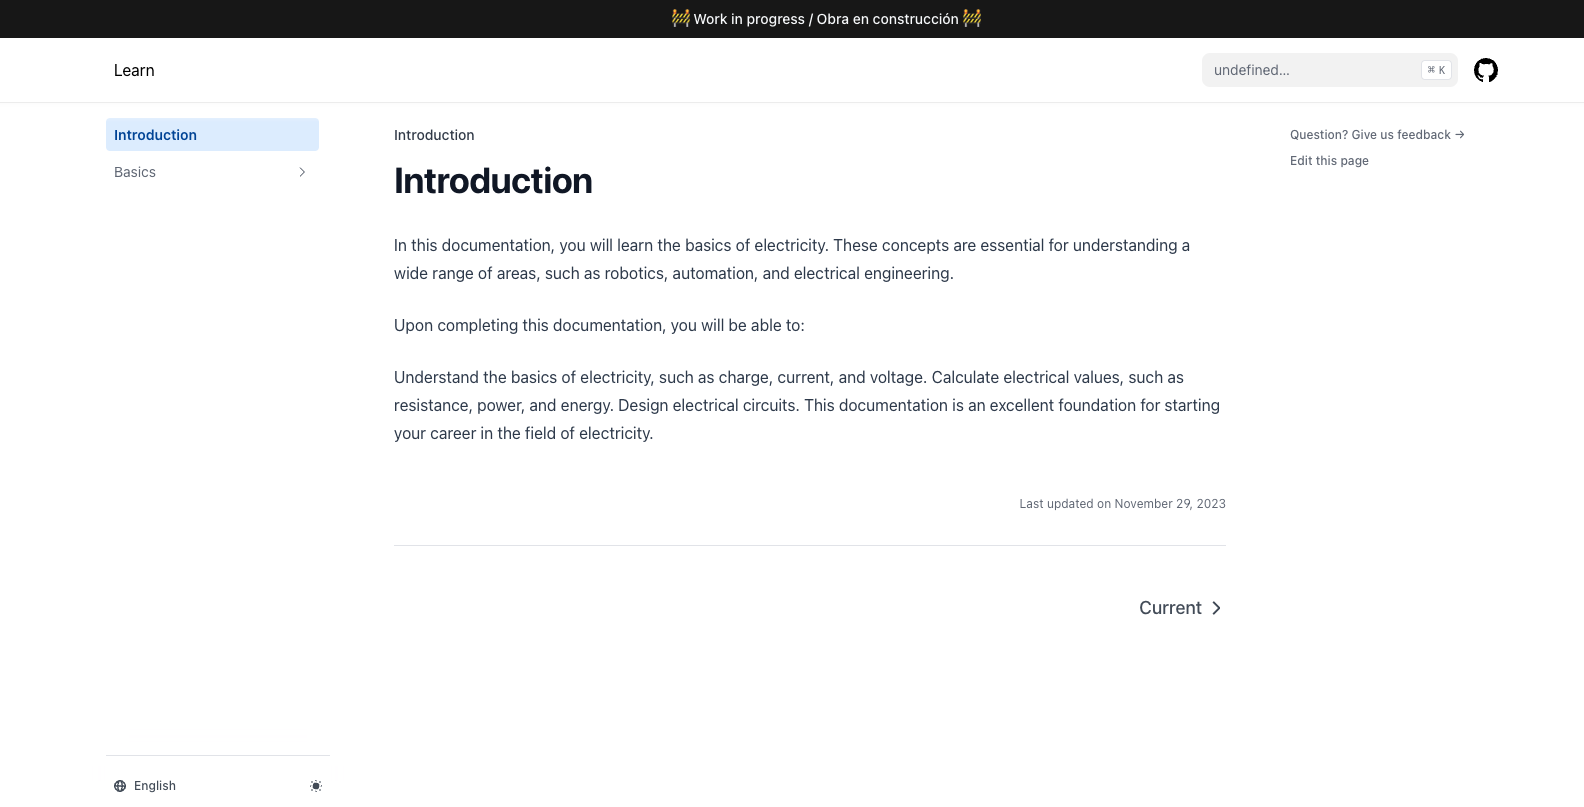 🚧 Work in progress / Obra en construcción 🚧
Learn
undefined...
⌘ K
Introduction
Basics
Introduction
Introduction
In this documentation, you will learn the basics of electricity. These concepts are essential for understanding a
wide range of areas, such as robotics, automation, and electrical engineering.
Upon completing this documentation, you will be able to:
Understand the basics of electricity, such as charge, current, and voltage. Calculate electrical values, such as
resistance, power, and energy. Design electrical circuits. This documentation is an excellent foundation for starting
your career in the field of electricity.
Last updated on November 29, 2023
Current
Question? Give us feedback →
Edit this page
English